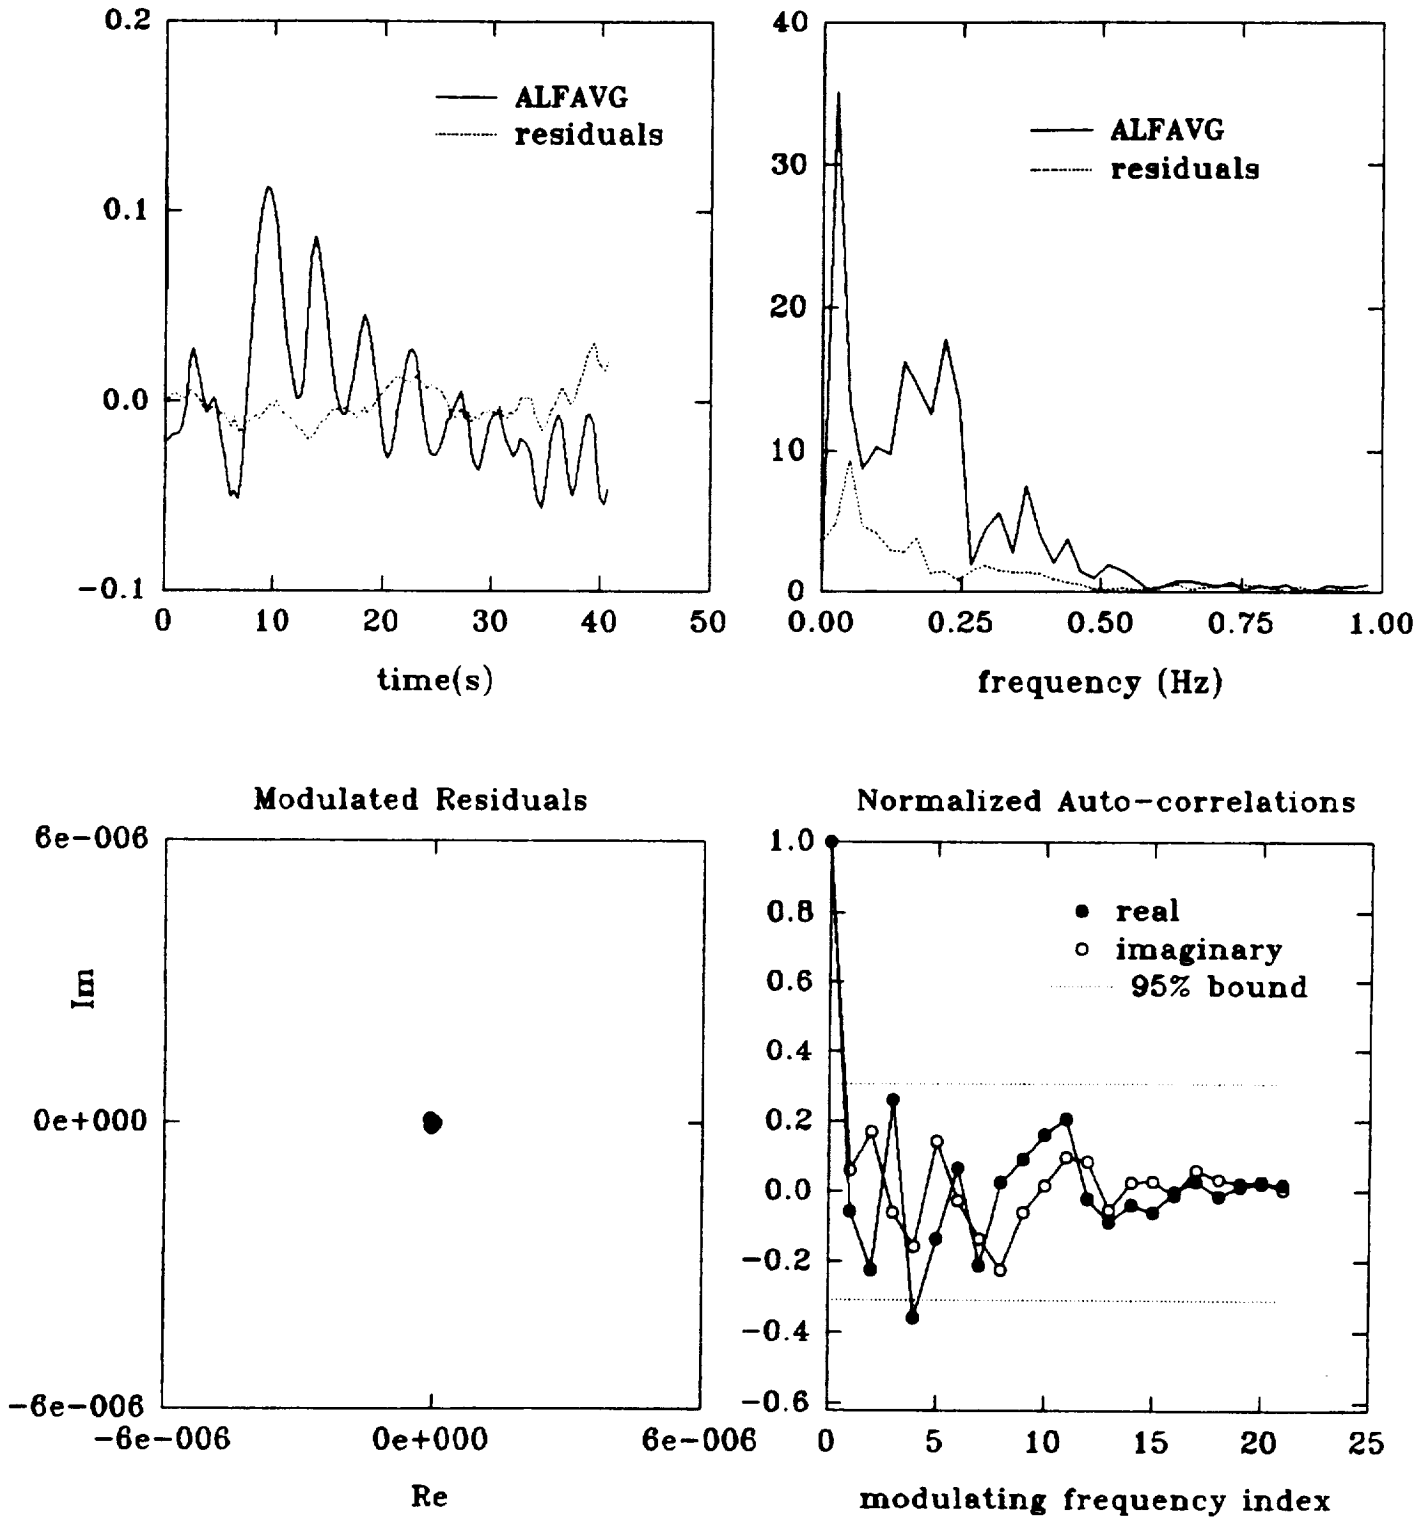 0.2
0.1
0.0
−0.1
0
10
20
30
40
50
time(s)
ALFAVG
residuals
40
30
20
10
0
0.00
0.25
0.50
0.75
1.00
frequency (Hz)
ALFAVG
residuals
Modulated Residuals
6e−006
0e+000
−6e−006
Im
−6e−006
0e+000
6e−006
Re
Normalized Auto−correlations
1.0
0.8
0.6
0.4
0.2
0.0
−0.2
−0.4
−0.6
real
imaginary
95% bound
0
5
10
15
20
25
modulating frequency index